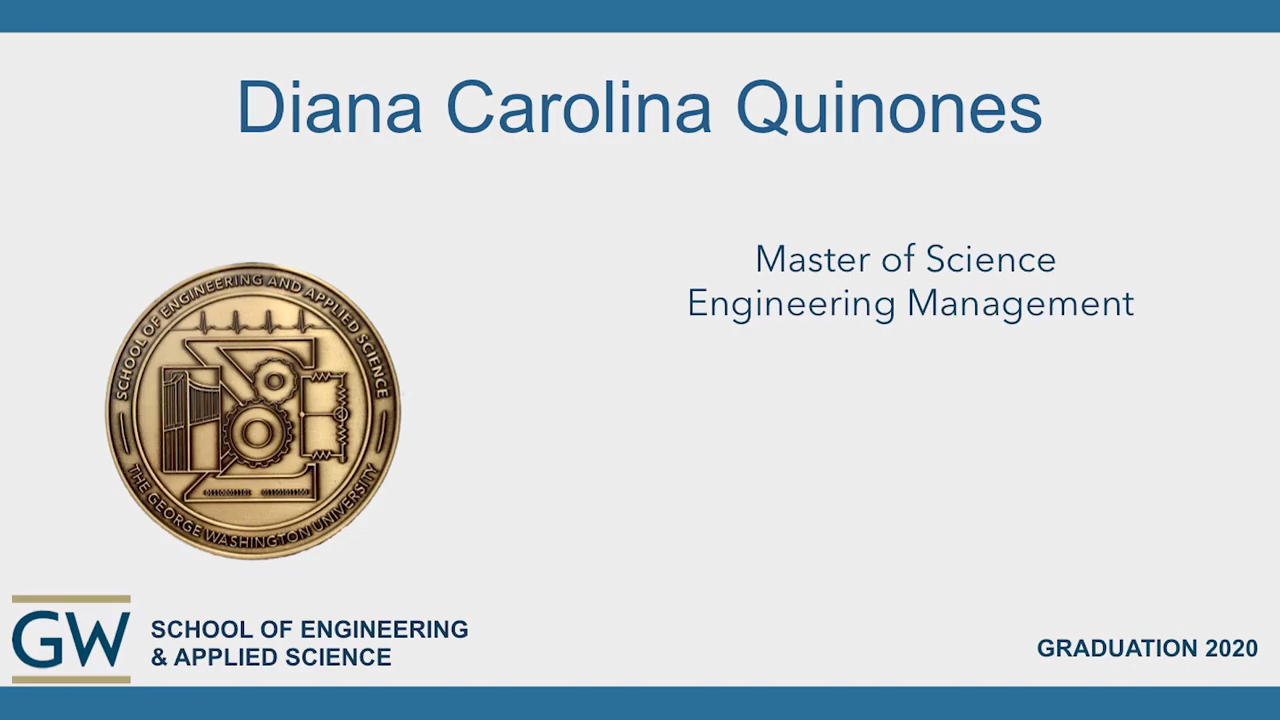 Diana Carolina Quinones
Master of Science
Engineering Management
SCHOOL OF ENGINEERING AND APPLIED SCIENCE
THE GEORGE WASHINGTON UNIVERSITY
GW
SCHOOL OF ENGINEERING
& APPLIED SCIENCE
GRADUATION 2020